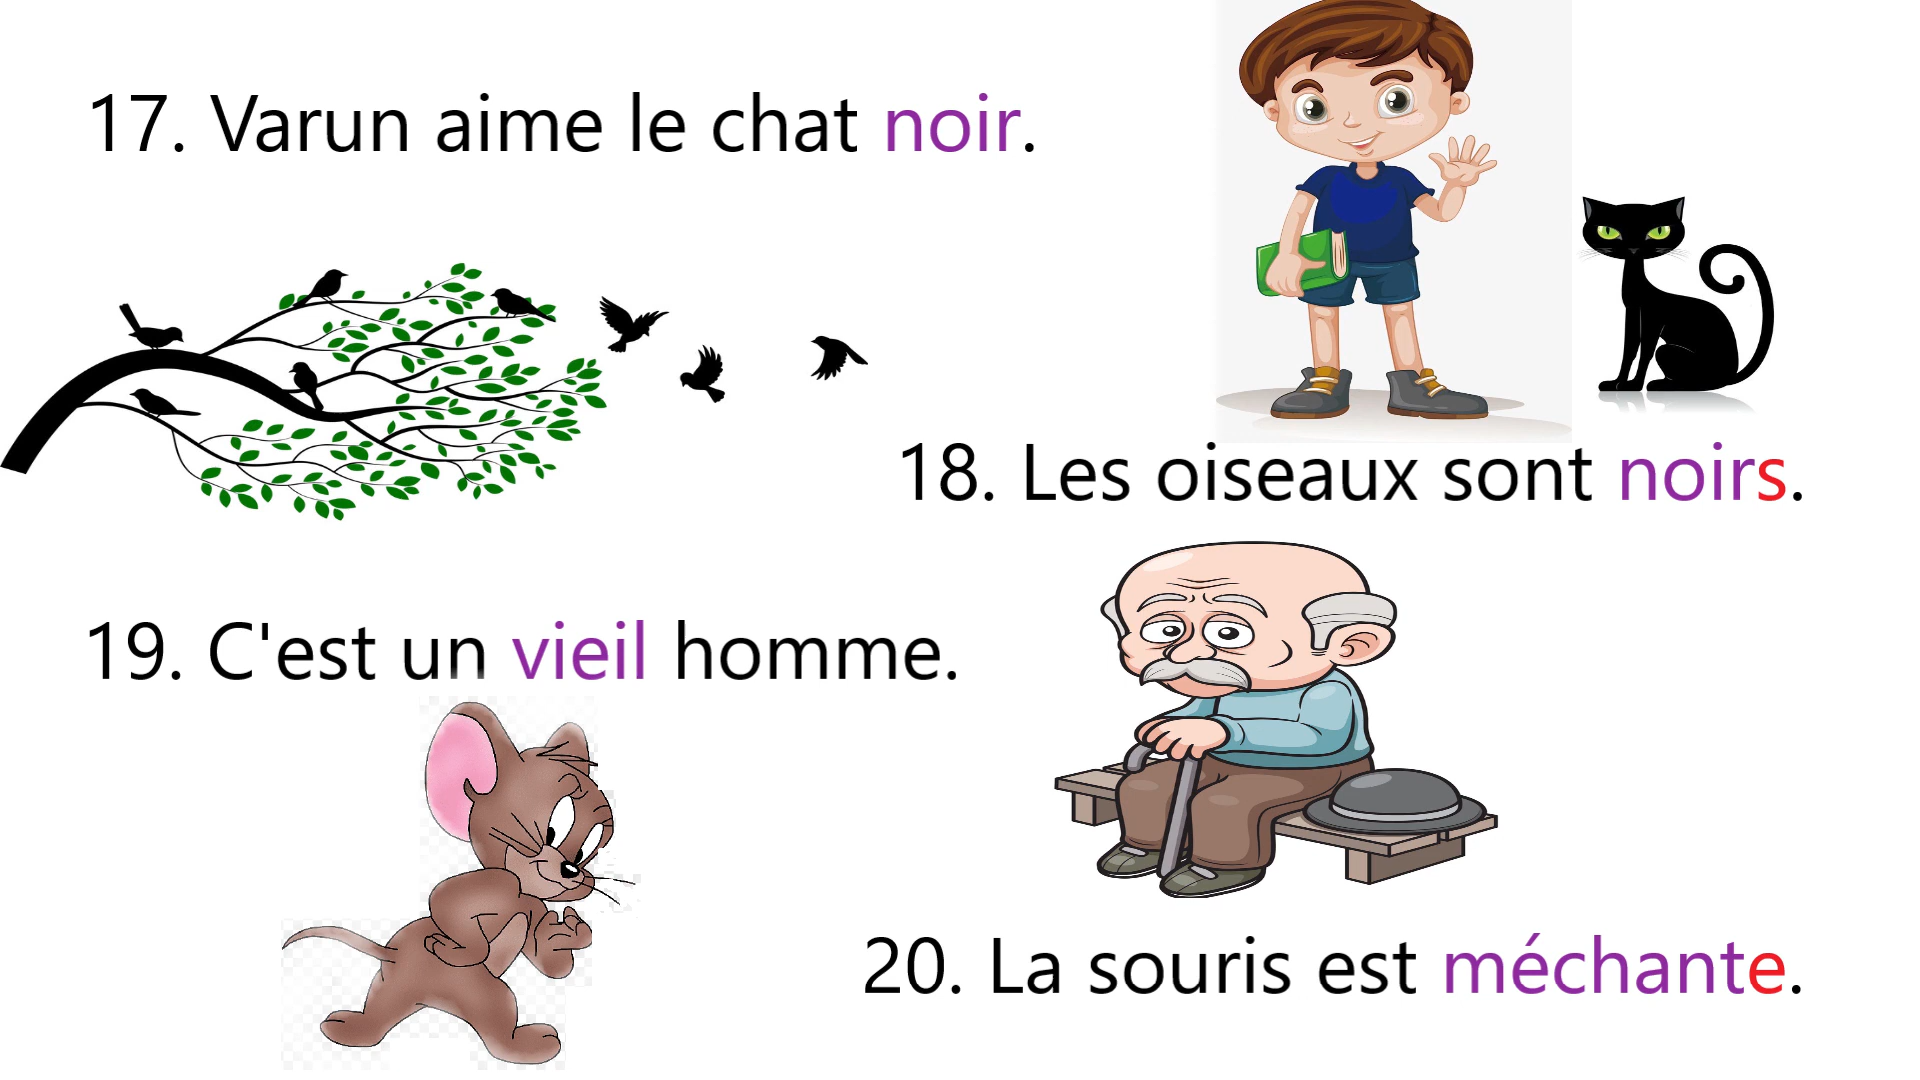 17. Varun aime le chat noir.
18. Les oiseaux sont noirs.
19. C'est un vieil homme.
20. La souris est méchante.